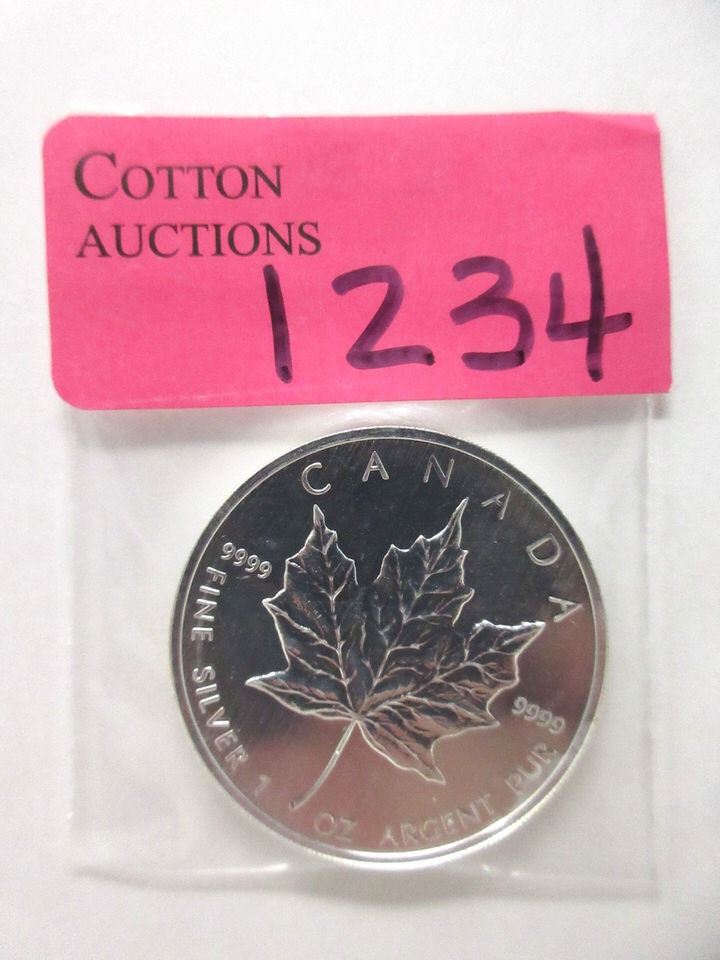 COTTON
AUCTIONS
1234
CANADA
9999
FINE SILVER 1 OZ ARGENT PUR
9999